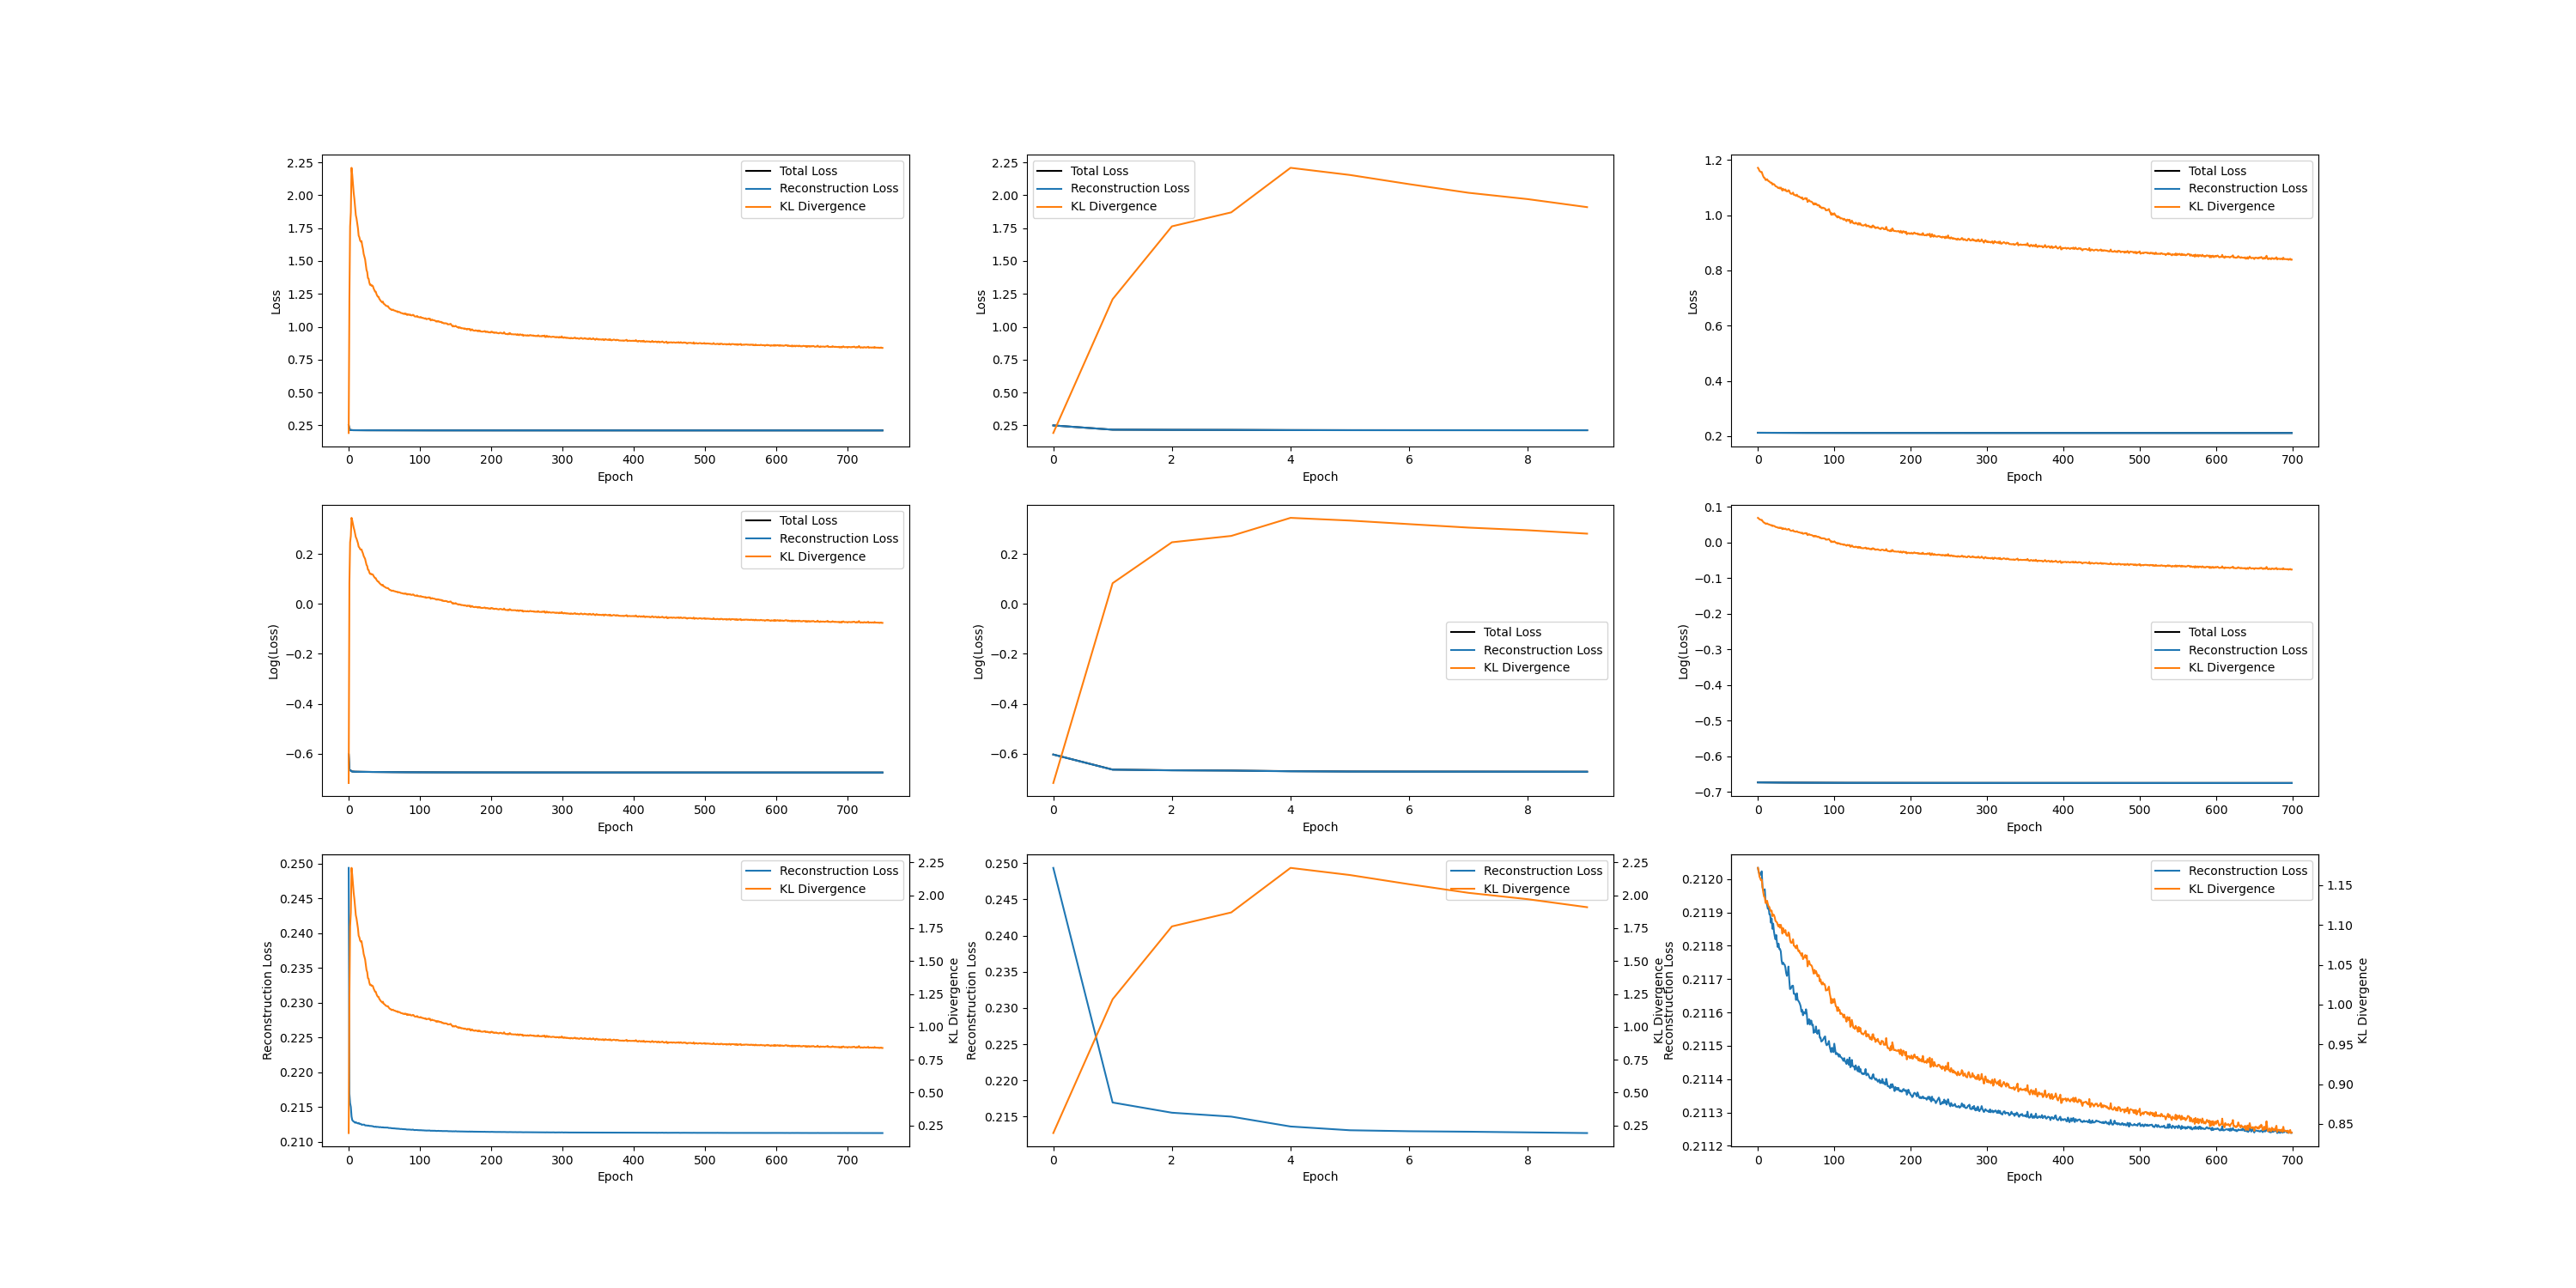 2.25
2.00
1.75
1.50
1.25
1.00
0.75
0.50
0.25
Loss
0 100 200 300 400 500 600 700
Epoch
Total Loss
Reconstruction Loss
KL Divergence
2.25
2.00
1.75
1.50
1.25
1.00
0.75
0.50
0.25
Loss
0 2 4 6 8
Epoch
Total Loss
Reconstruction Loss
KL Divergence
1.2
1.0
0.8
0.6
0.4
0.2
Loss
0 100 200 300 400 500 600 700
Epoch
Total Loss
Reconstruction Loss
KL Divergence
0.2
0.0
−0.2
−0.4
−0.6
Log(Loss)
0 100 200 300 400 500 600 700
Epoch
Total Loss
Reconstruction Loss
KL Divergence
0.2
0.0
−0.2
−0.4
−0.6
Log(Loss)
0 2 4 6 8
Epoch
Total Loss
Reconstruction Loss
KL Divergence
0.1
0.0
−0.1
−0.2
−0.3
−0.4
−0.5
−0.6
−0.7
Log(Loss)
0 100 200 300 400 500 600 700
Epoch
Total Loss
Reconstruction Loss
KL Divergence
0.250
0.245
0.240
0.235
0.230
0.225
0.220
0.215
0.210
Reconstruction Loss
0 100 200 300 400 500 600 700
Epoch
Reconstruction Loss
KL Divergence
2.25
2.00
1.75
1.50
1.25
1.00
0.75
0.50
0.25
KL Divergence
0.250
0.245
0.240
0.235
0.230
0.225
0.220
0.215
Reconstruction Loss
0 2 4 6 8
Epoch
Reconstruction Loss
KL Divergence
2.25
2.00
1.75
1.50
1.25
1.00
0.75
0.50
0.25
KL Divergence
0.2120
0.2119
0.2118
0.2117
0.2116
0.2115
0.2114
0.2113
0.2112
Reconstruction Loss
0 100 200 300 400 500 600 700
Epoch
Reconstruction Loss
KL Divergence
1.15
1.10
1.05
1.00
0.95
0.90
0.85
KL Divergence